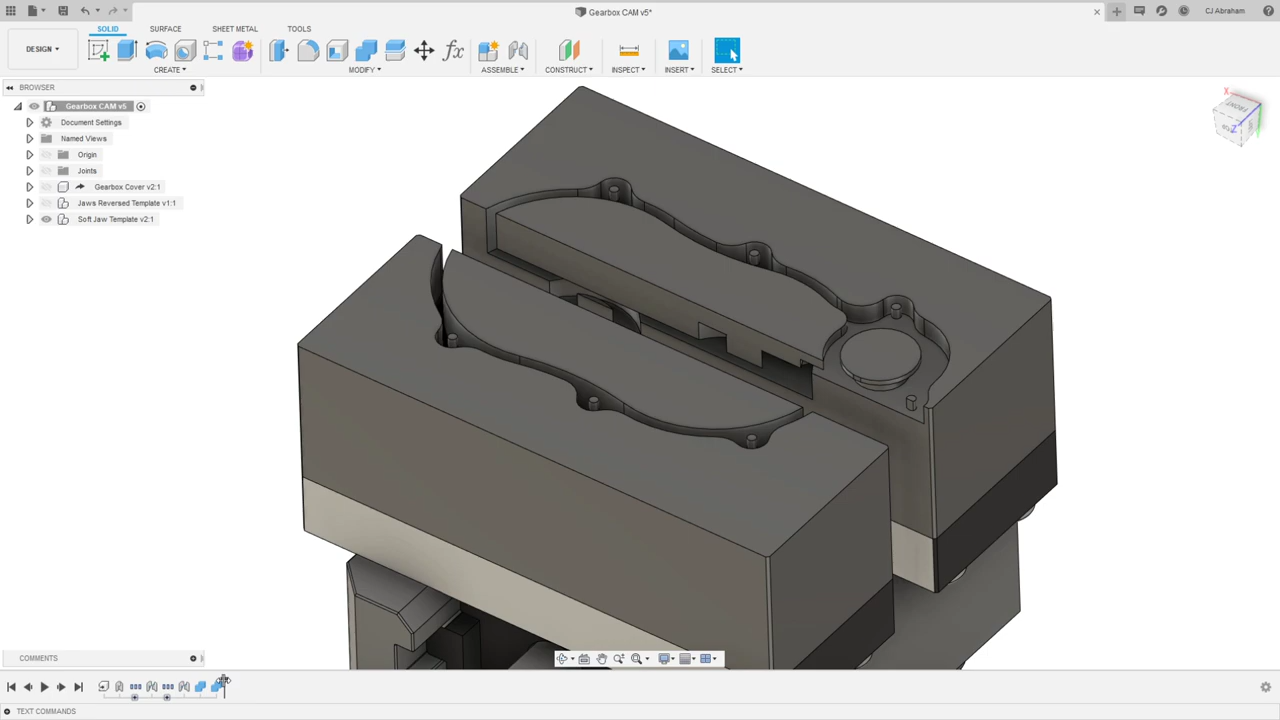 Gearbox CAM v5*
CJ Abraham
DESIGN
SOLID
SURFACE
SHEET METAL
TOOLS
CREATE
MODIFY
ASSEMBLE
CONSTRUCT
INSPECT
INSERT
SELECT
BROWSER
Gearbox CAM v5
Document Settings
Named Views
Origin
Joints
Gearbox Cover v2:1
Jaws Reversed Template v1:1
Soft Jaw Template v2:1
X
FRONT
Z
COMMENTS
TEXT COMMANDS